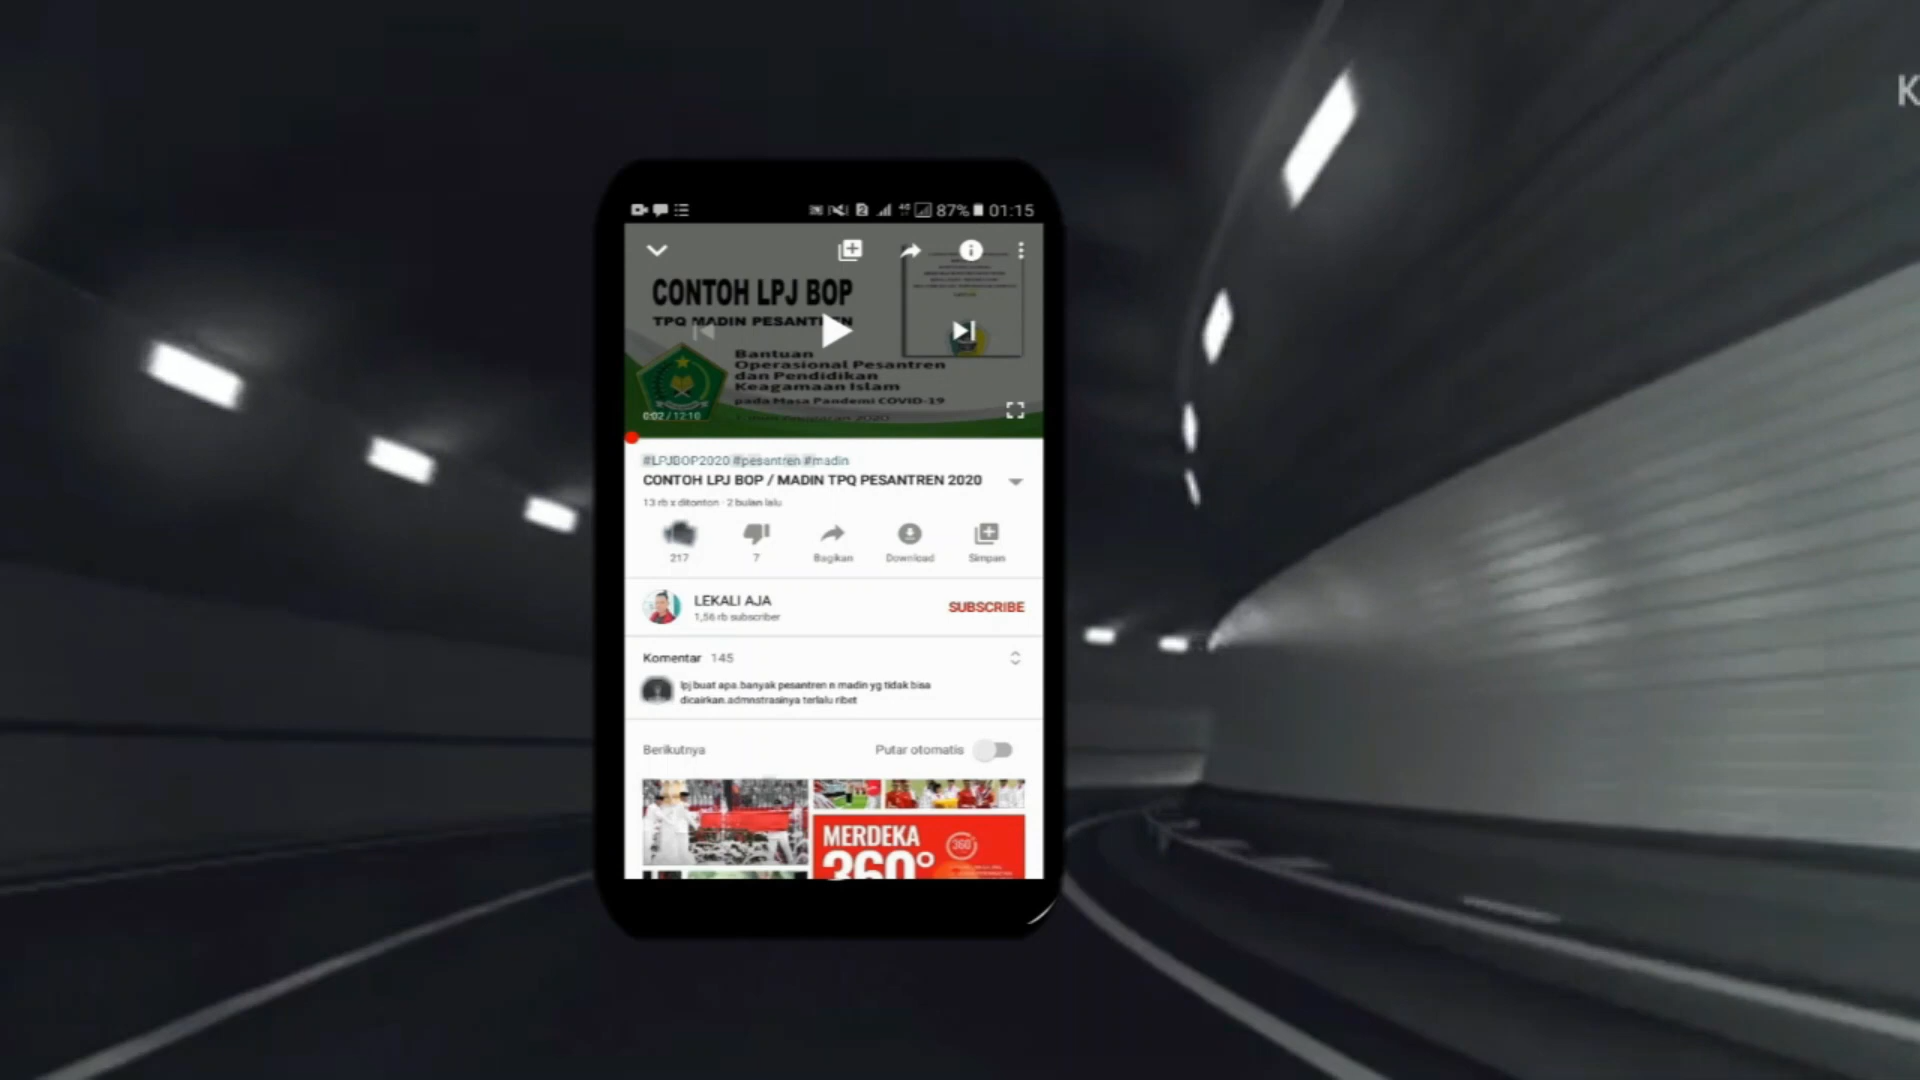 K
87% 01:15
CONTOH LPJ BOP
TPQ MADIN PESANTREN
Bantuan
Operasional Pesantren
dan Pendidikan
Keagamaan Islam
pada Masa Pandemi COVID-19
0:02 / 12:10
#LPJBOP2020 #pesantren #madin
CONTOH LPJ BOP / MADIN TPQ PESANTREN 2020
13 rb x ditonton · 2 bulan lalu
217 7 Bagikan Download Simpan
LEKALI AJA
1,56 rb subscriber
SUBSCRIBE
Komentar 145
lpj buat apa.banyak pesantren n madin yg tidak bisa
dicairkan.admnstrasinya terlalu ribet
Berikutnya Putar otomatis
MERDEKA
360°
360°